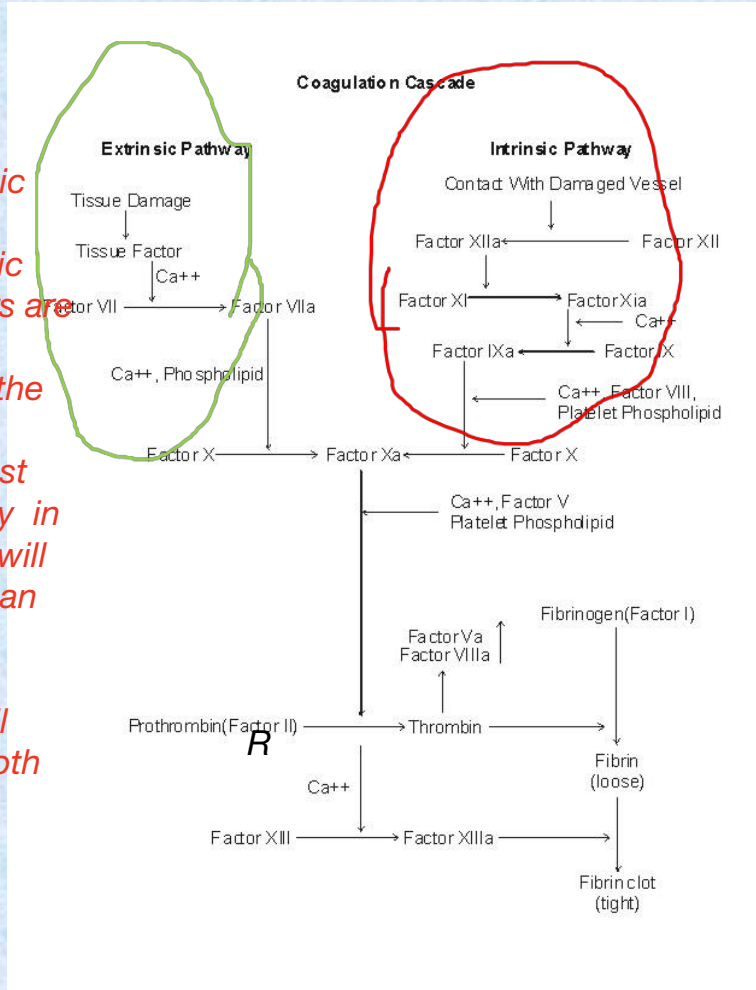 Coagulation Cascade
Extrinsic Pathway
Intrinsic Pathway
ic
Tissue Damage
Contact With Damaged Vessel
Tissue Factor
Factor XIIa
Factor XII
ic
Ca++
s are
Factor VII
Factor VIIa
Factor XI
Factor Xia
Ca++
Factor IXa
Factor IX
the
Ca++, Phospholipid
Ca++, Factor VIII,
Platelet Phospholipid
Factor X
Factor Xa
Factor X
st
y in
will
an
Ca++, Factor V
Platelet Phospholipid
Fibrinogen(Factor I)
Factor Va
Factor VIIIa
ll
oth
Prothrombin(Factor II)
R
Thrombin
Fibrin
(loose)
Ca++
Factor XIII
Factor XIIIa
Fibrin clot
(tight)